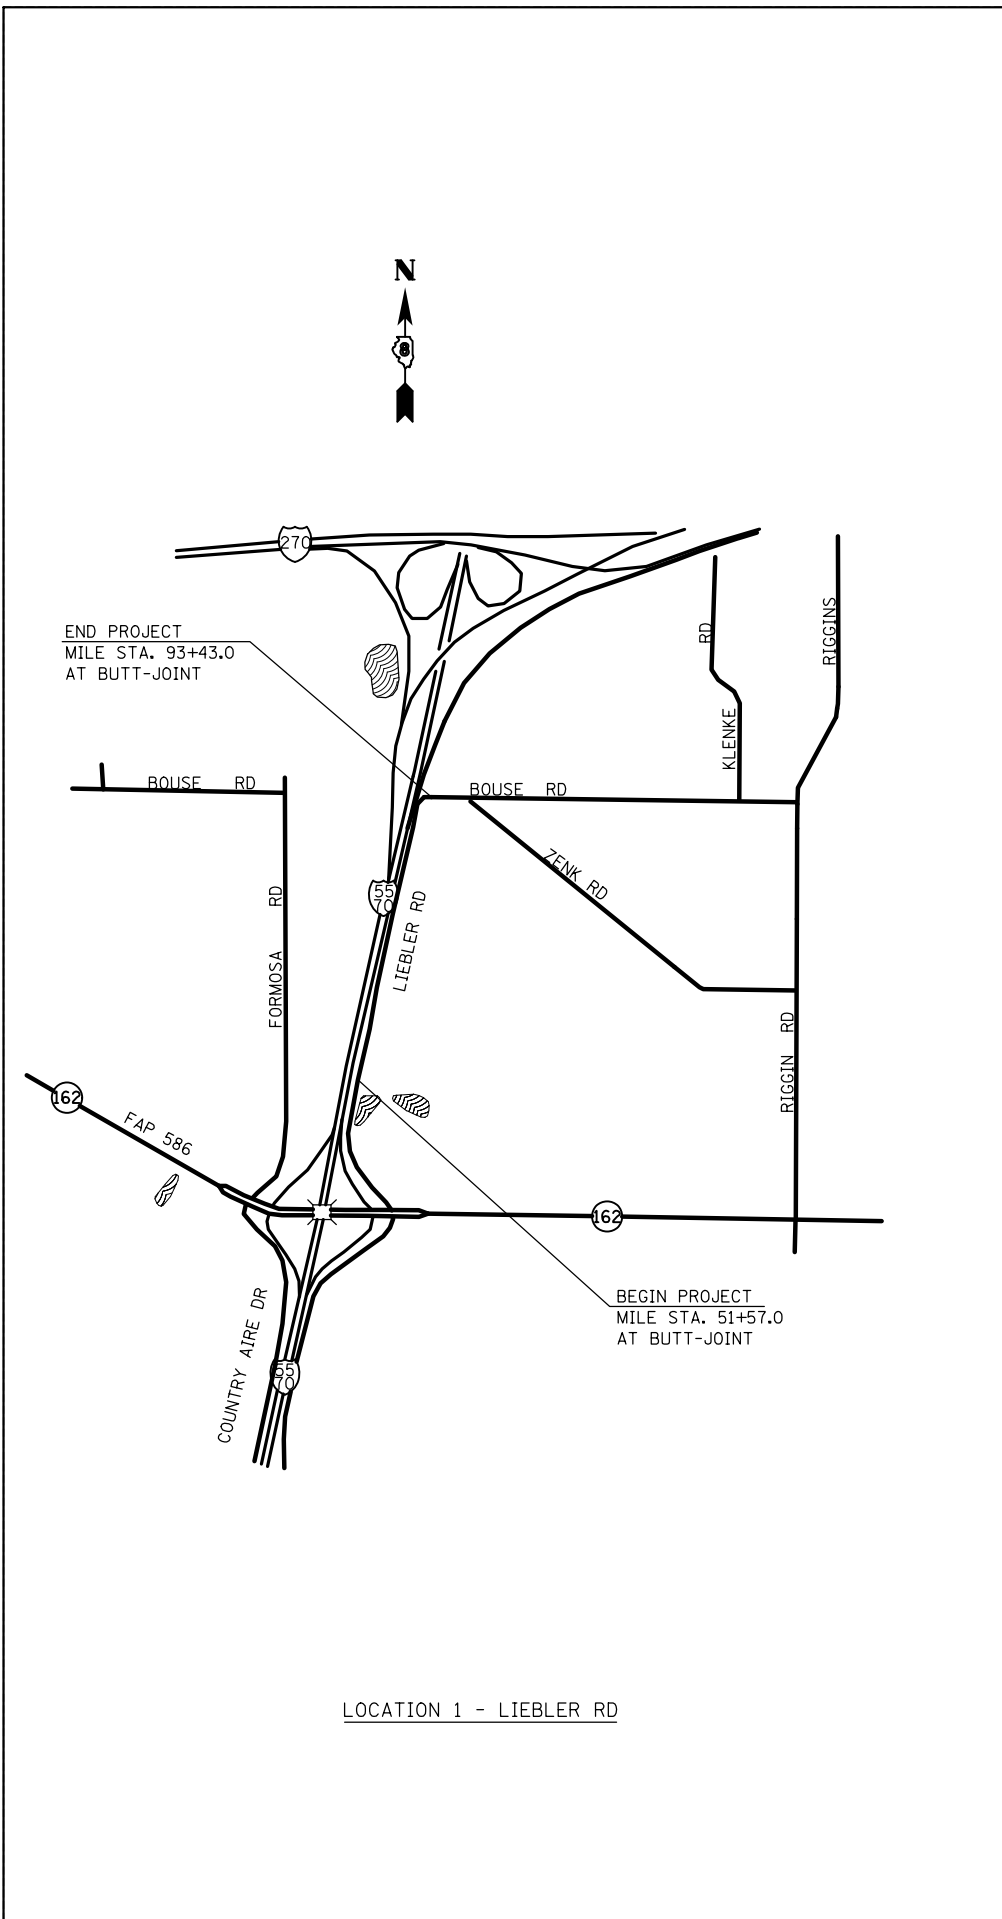 N
8
270
END PROJECT
MILE STA. 93+43.0
AT BUTT-JOINT
RD
RIGGINS
KLENKE
BOUSE RD
BOUSE RD
ZENK RD
55
70
LIEBLER RD
FORMOSA RD
RIGGIN RD
162
FAP 586
162
BEGIN PROJECT
MILE STA. 51+57.0
AT BUTT-JOINT
COUNTRY AIRE DR
55
70
LOCATION 1 - LIEBLER RD